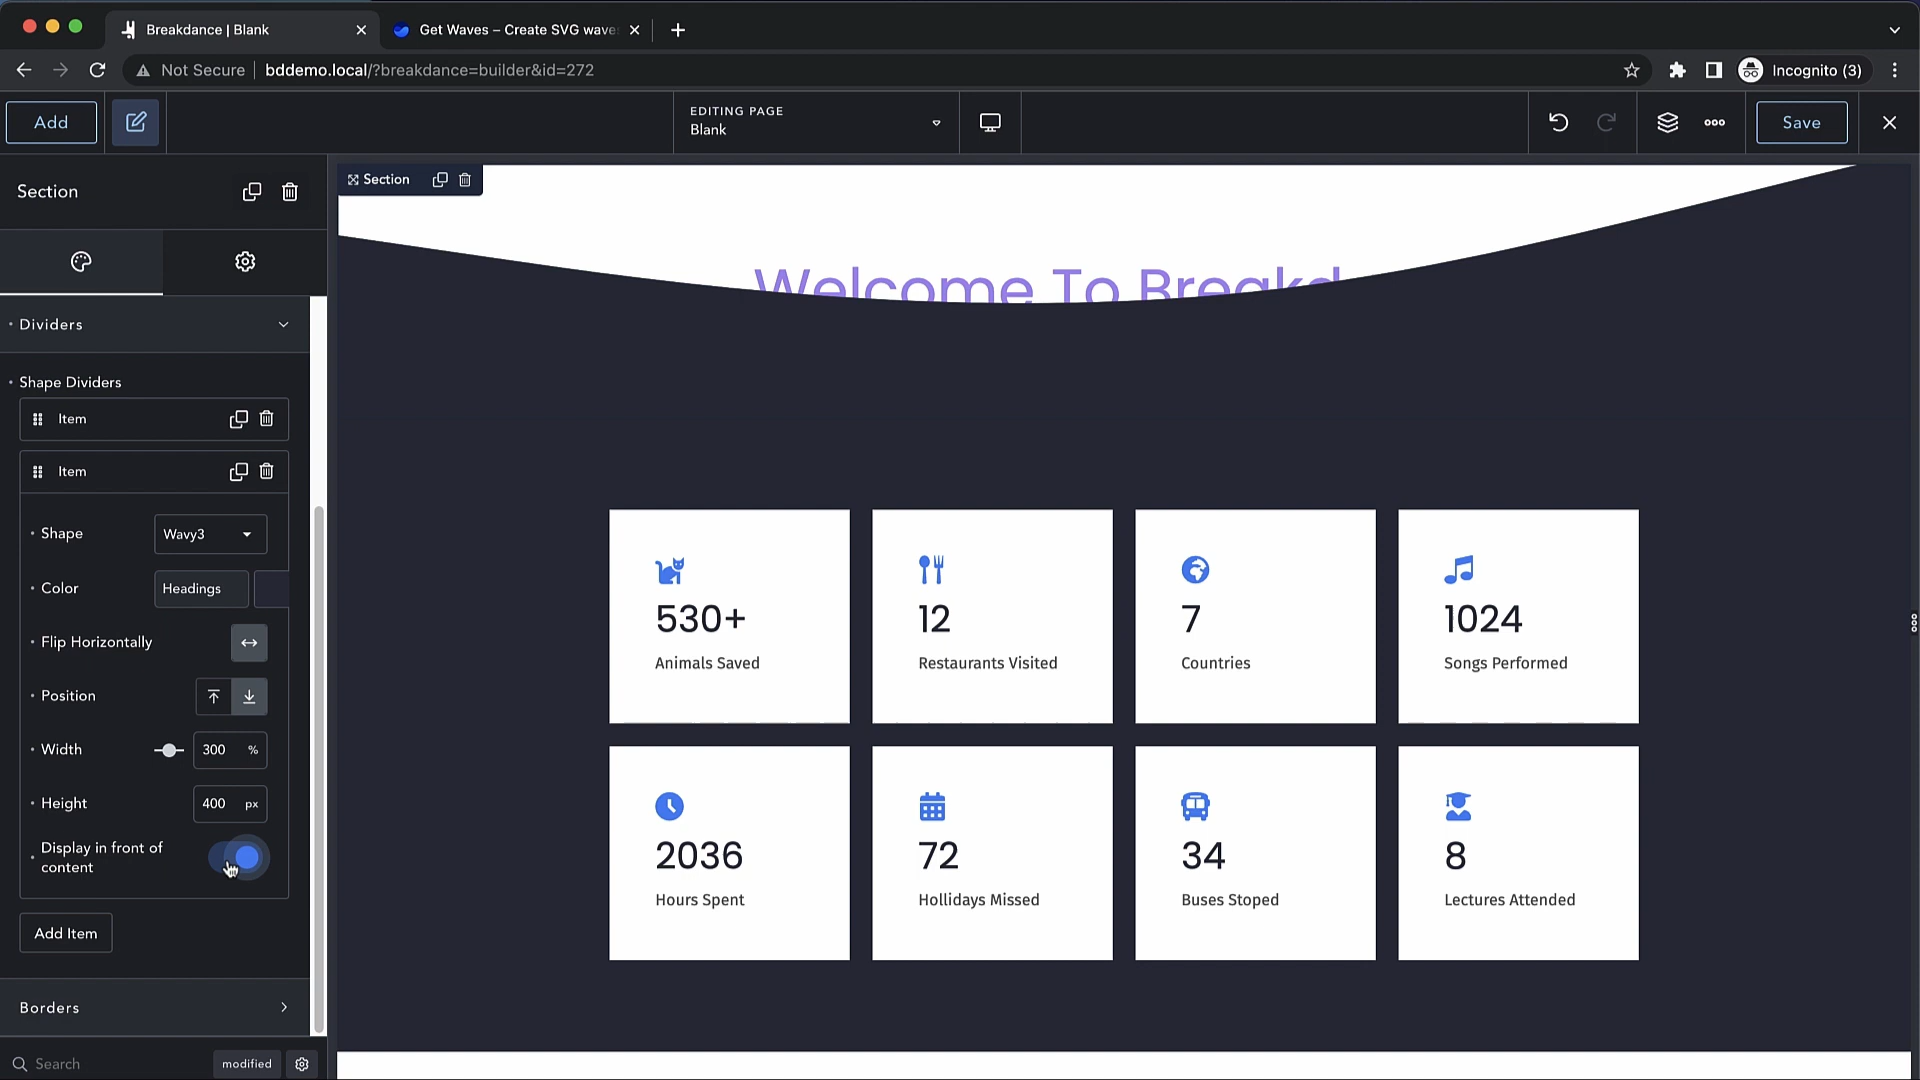 Breakdance | Blank
Get Waves – Create SVG wave
Not Secure
bddemo.local/?breakdance=builder&id=272
Incognito (3)
Add
EDITING PAGE
Blank
Save
Section
Section
Dividers
Shape Dividers
Item
Item
Shape
Wavy3
Color
Headings
Flip Horizontally
Position
Width
300 %
Height
400 px
Display in front of
content
Add Item
Borders
Search
modified
Welcome To Breakd
530+
Animals Saved
12
Restaurants Visited
7
Countries
1024
Songs Performed
2036
Hours Spent
72
Hollidays Missed
34
Buses Stoped
8
Lectures Attended